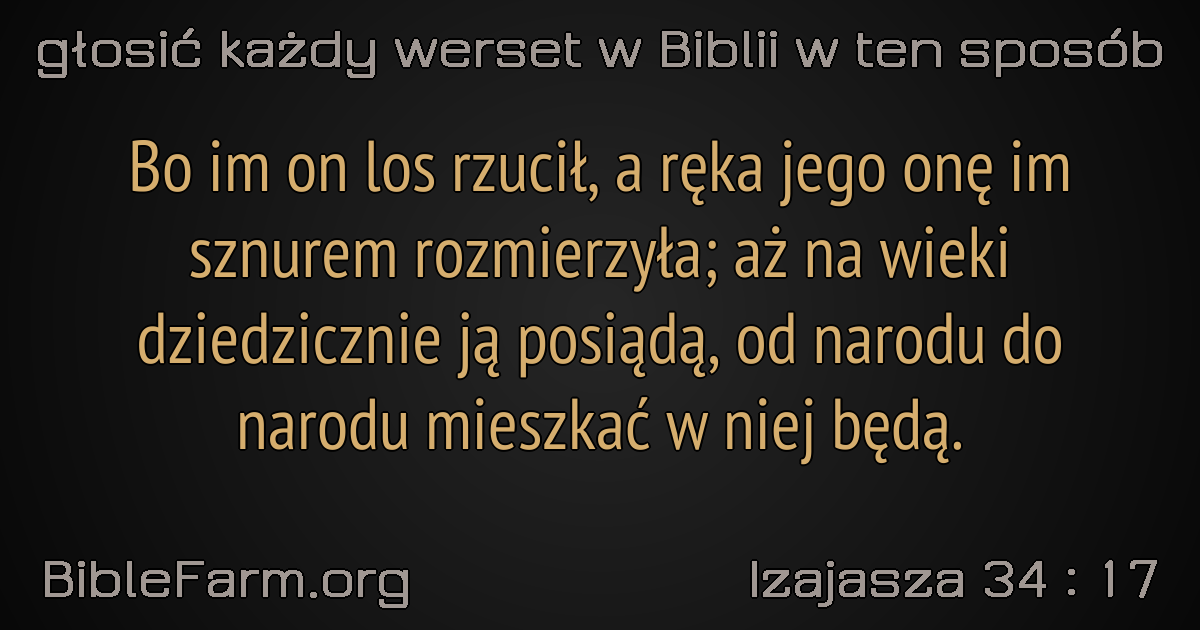 głosić każdy werset w Biblii w ten sposób
Bo im on los rzucił, a ręka jego onę im
sznurem rozmierzyła; aż na wieki
dziedzicznie ją posiądą, od narodu do
narodu mieszkać w niej będą.
BibleFarm.org
Izajasza 34 : 17